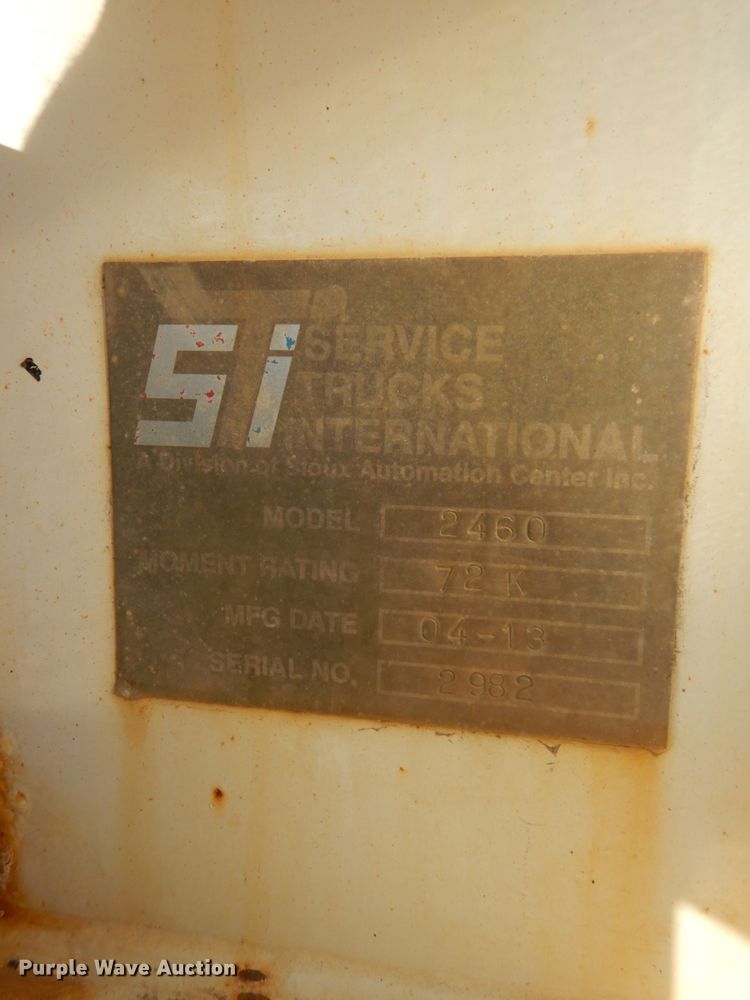 STi SERVICE
TRUCKS
INTERNATIONAL
A Division of Sioux Automation Center Inc.
MODEL 2460
MOMENT RATING 72 K
MFG DATE 04-13
SERIAL NO. 2982
Purple Wave Auction®